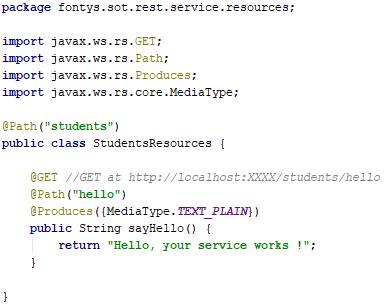 package fontys.sot.rest.service.resources;
import javax.ws.rs.GET;
import javax.ws.rs.Path;
import javax.ws.rs.Produces;
import javax.ws.rs.core.MediaType;
@Path("students")
public class StudentsResources {
@GET //GET at http://localhost:XXXX/students/hello
@Path("hello")
@Produces({MediaType.TEXT_PLAIN})
public String sayHello() {
return "Hello, your service works !";
}
}